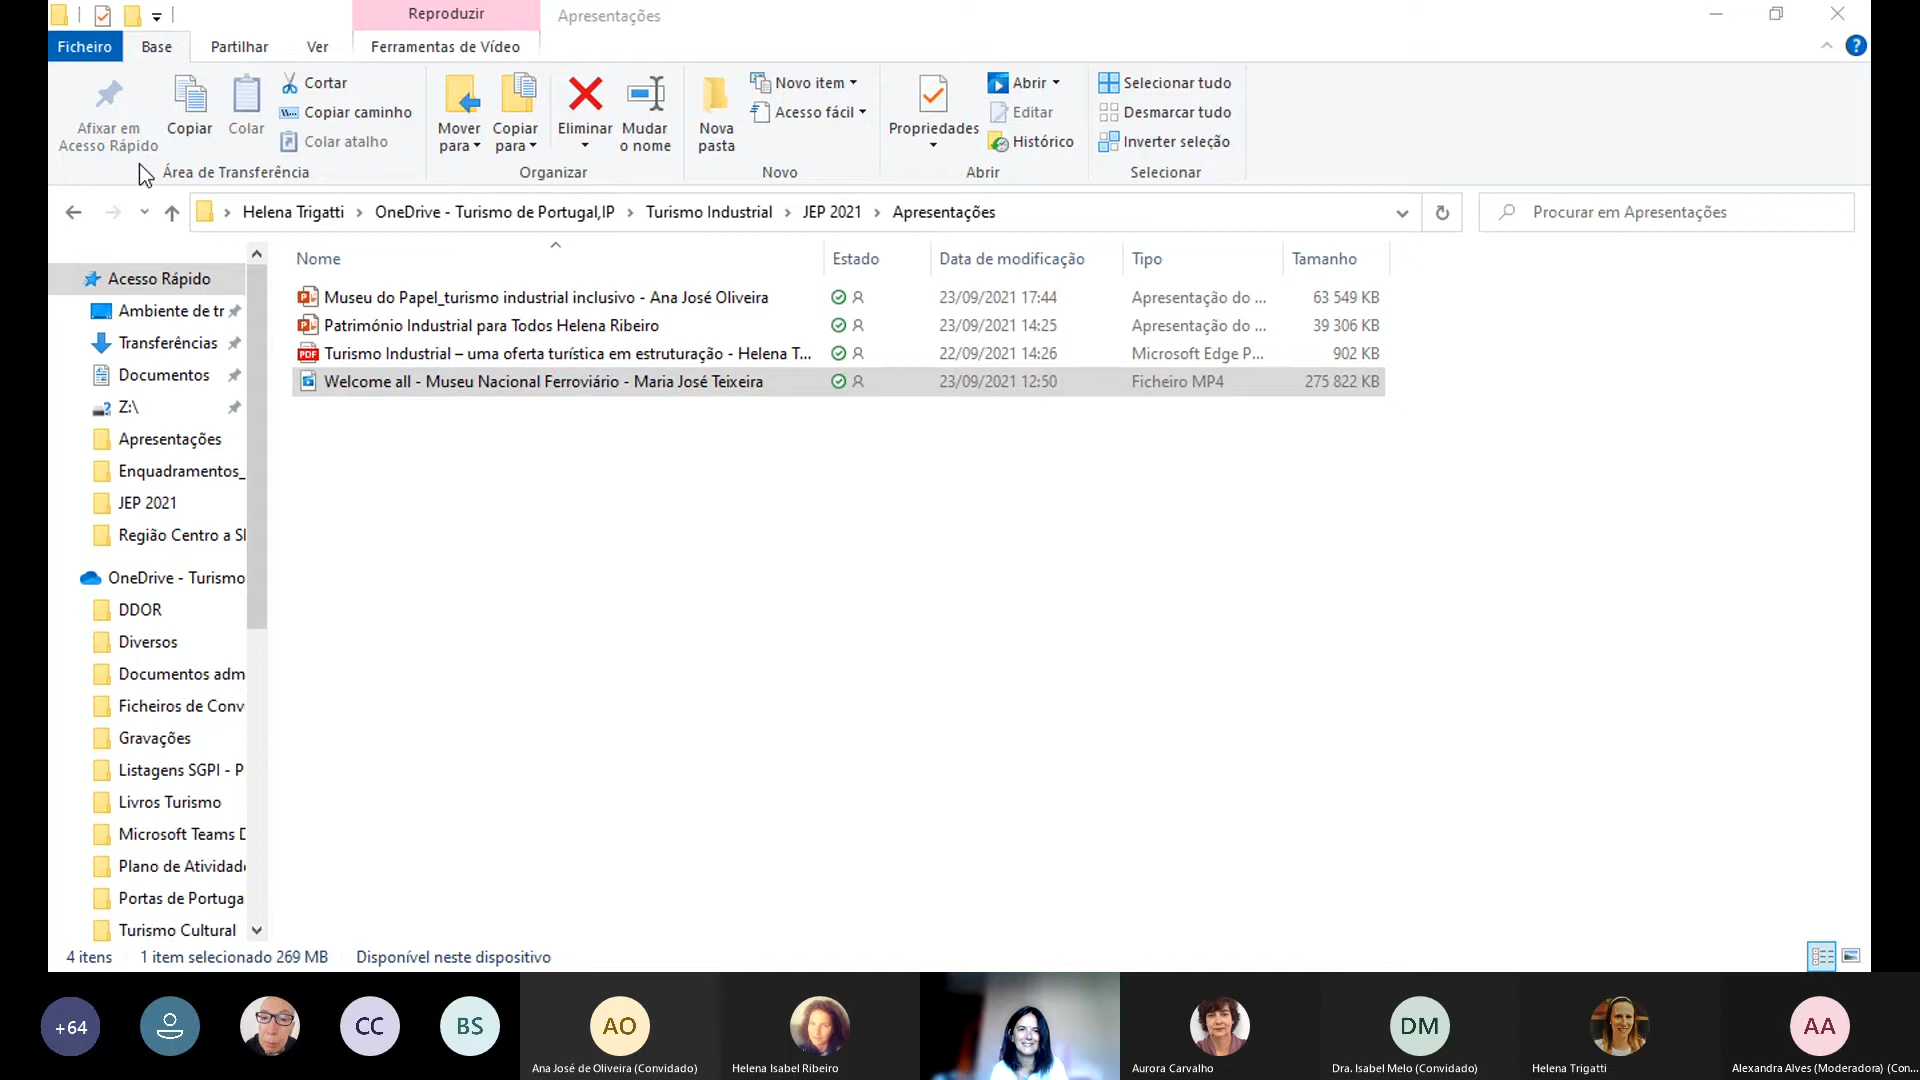 Reproduzir
Apresentações
Ficheiro
Base
Partilhar
Ver
Ferramentas de Vídeo
Afixar em
Acesso Rápido
Copiar
Colar
Cortar
Copiar caminho
Colar atalho
Área de Transferência
Mover
para
Copiar
para
Eliminar
Mudar
o nome
Organizar
Nova
pasta
Novo item
Acesso fácil
Novo
Propriedades
Abrir
Editar
Histórico
Abrir
Selecionar tudo
Desmarcar tudo
Inverter seleção
Selecionar
Helena Trigatti > OneDrive - Turismo de Portugal,IP > Turismo Industrial > JEP 2021 > Apresentações
Procurar em Apresentações
Nome Estado Data de modificação Tipo Tamanho
Museu do Papel_turismo industrial inclusivo - Ana José Oliveira 23/09/2021 17:44 Apresentação do ... 63 549 KB
Património Industrial para Todos Helena Ribeiro 23/09/2021 14:25 Apresentação do ... 39 306 KB
Turismo Industrial – uma oferta turística em estruturação - Helena T... 22/09/2021 14:26 Microsoft Edge P... 902 KB
Welcome all - Museu Nacional Ferroviário - Maria José Teixeira 23/09/2021 12:50 Ficheiro MP4 275 822 KB
Acesso Rápido
Ambiente de tr
Transferências
Documentos
Z:\
Apresentações
Enquadramentos_
JEP 2021
Região Centro a SI
OneDrive - Turismo
DDOR
Diversos
Documentos adm
Ficheiros de Conv
Gravações
Listagens SGPI - P
Livros Turismo
Microsoft Teams D
Plano de Atividade
Portas de Portuga
Turismo Cultural
4 itens 1 item selecionado 269 MB Disponível neste dispositivo
+64
CC
BS
AO
Ana José de Oliveira (Convidado)
Helena Isabel Ribeiro
Aurora Carvalho
DM
Dra. Isabel Melo (Convidado)
Helena Trigatti
AA
Alexandra Alves (Moderadora) (Con...